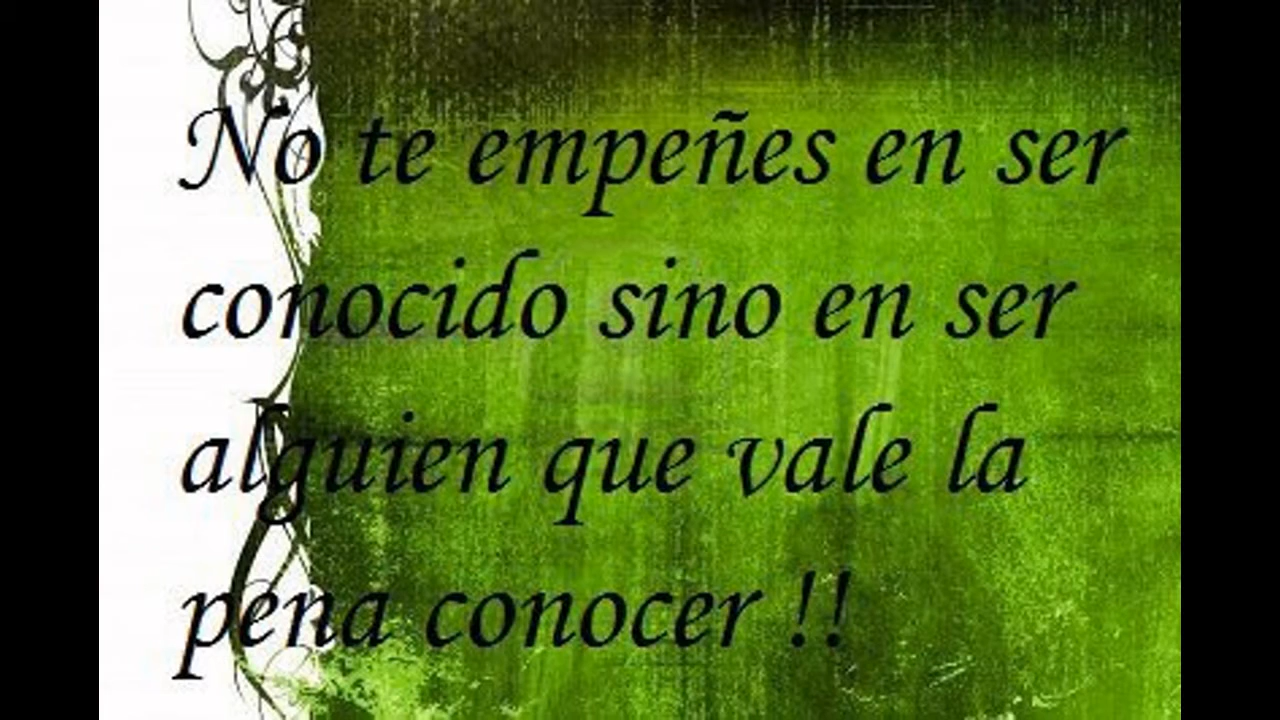 No te empeñes en ser
conocido sino en ser
alguien que vale la
pena conocer !!